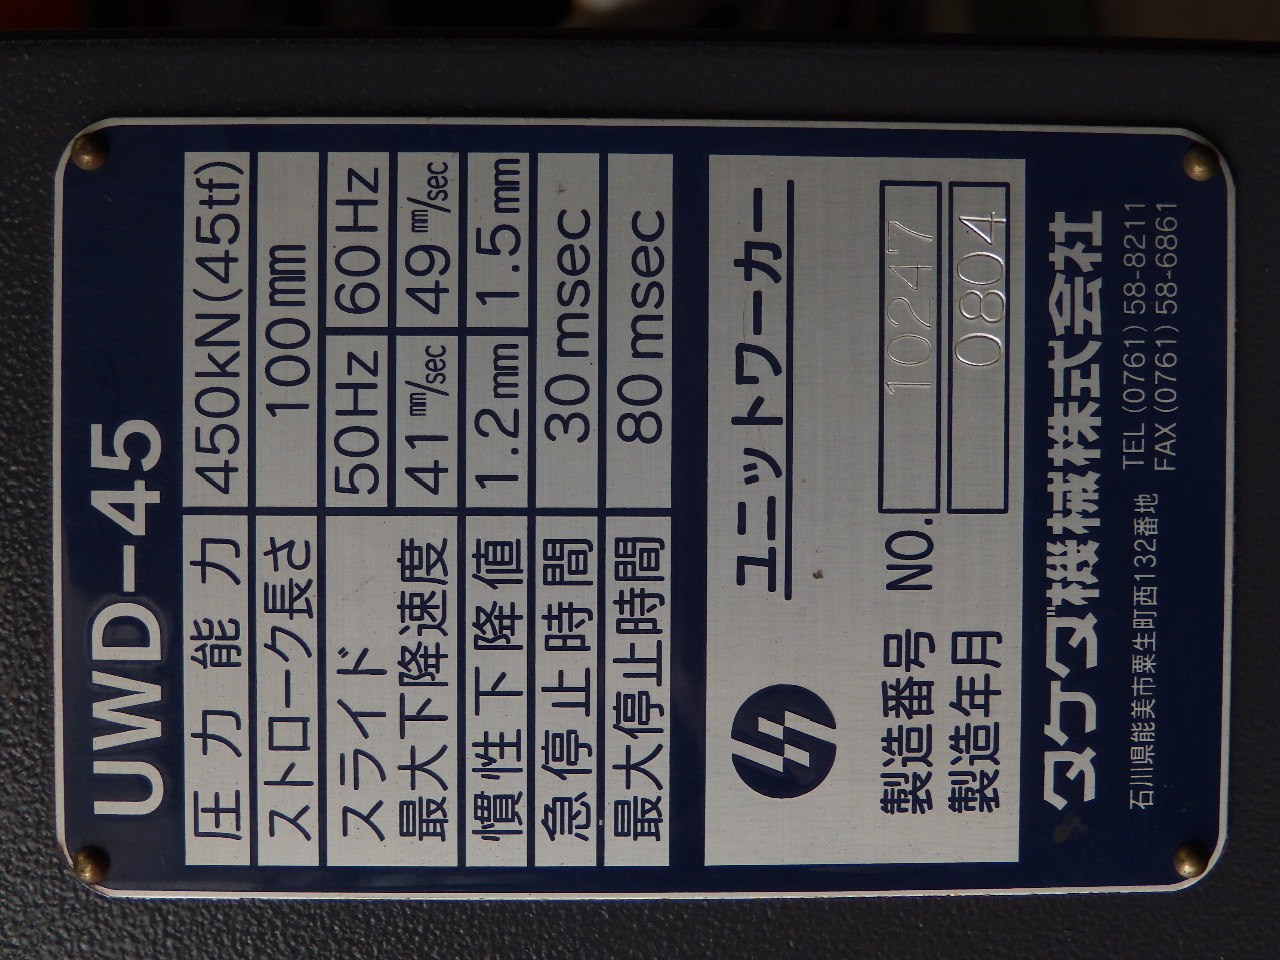 UWD-45
圧力能力 450kN(45tf)
ストローク長さ 100mm
スライド 50Hz 60Hz
最大下降速度 41mm/sec 49mm/sec
慣性下降値 1.2mm 1.5mm
急停止時間 30msec
最大停止時間 80msec
ユニットワーカー
製造番号 NO. 10247
製造年月 0804
タケダ機械株式会社
石川県能美市粟生町西132番地 TEL (0761) 58-8211
FAX (0761) 58-6861